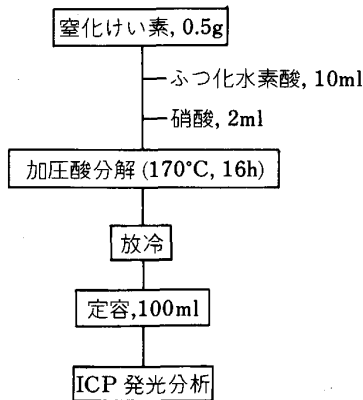 窒化けい素, 0.5g
ふつ化水素酸, 10ml
硝酸, 2ml
加圧酸分解 (170°C, 16h)
放冷
定容, 100ml
ICP 発光分析